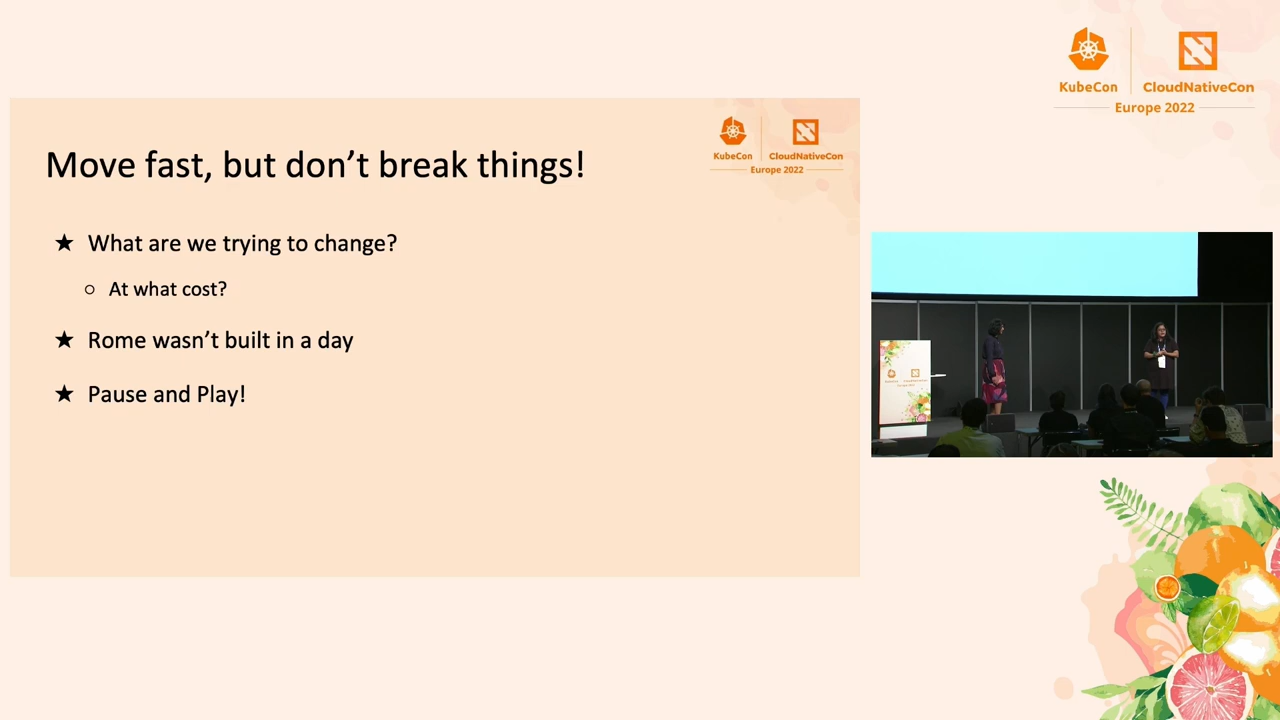 KubeCon
CloudNativeCon
Europe 2022
KubeCon
CloudNativeCon
Europe 2022
Move fast, but don’t break things!
★ What are we trying to change?
○ At what cost?
★ Rome wasn’t built in a day
★ Pause and Play!